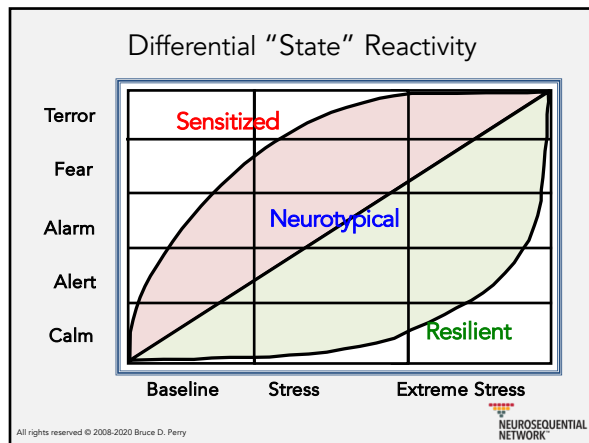 Differential “State” Reactivity
Terror
Sensitized
Fear
Neurotypical
Alarm
Alert
Calm
Resilient
Baseline Stress Extreme Stress
All rights reserved © 2008-2020 Bruce D. Perry
NEUROSEQUENTIAL
NETWORK™